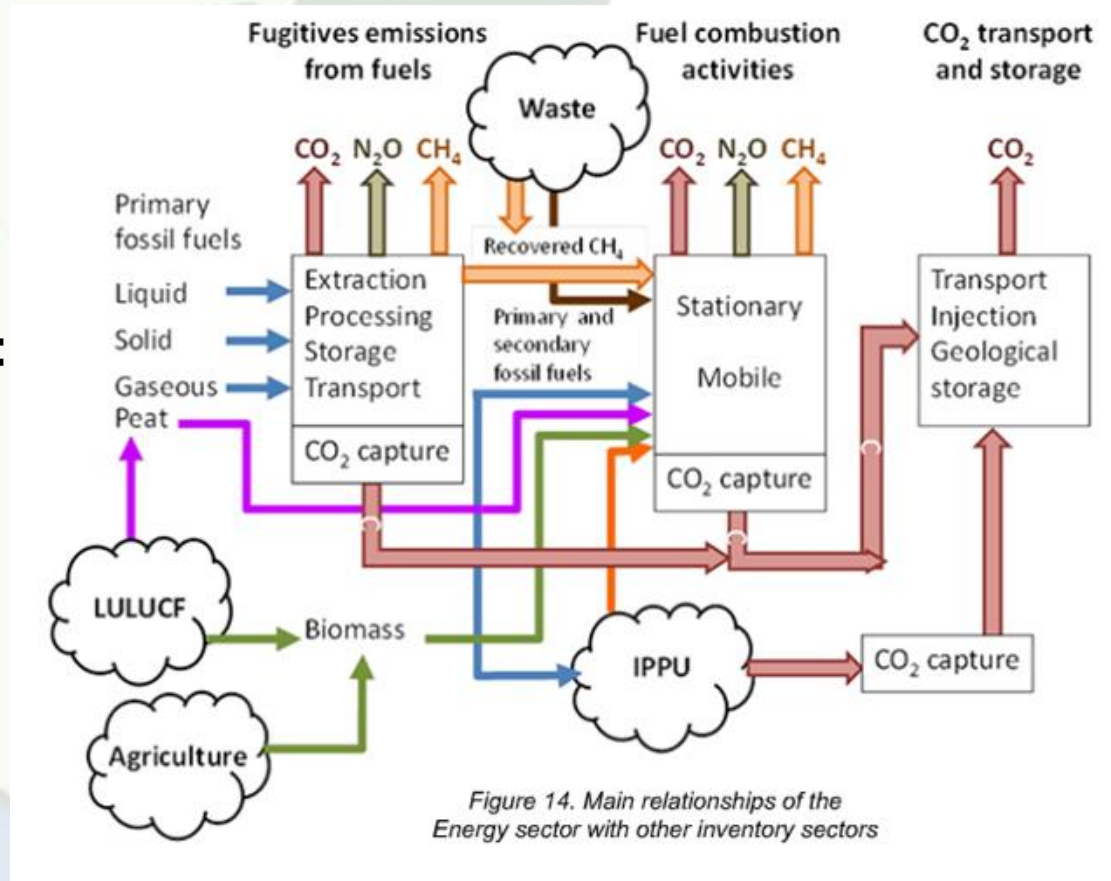 Fugitives emissions
from fuels
Fuel combustion
activities
CO₂ transport
and storage
Waste
CO₂ N₂O CH₄
CO₂ N₂O CH₄
CO₂
Primary
fossil fuels
Liquid
Solid
Gaseous
Peat
Extraction
Processing
Storage
Transport
CO₂ capture
Recovered CH₄
Primary and
secondary
fossil fuels
Stationary
Mobile
CO₂ capture
Transport
Injection
Geological
storage
LULUCF
Biomass
Agriculture
IPPU
CO₂ capture
Figure 14. Main relationships of the
Energy sector with other inventory sectors